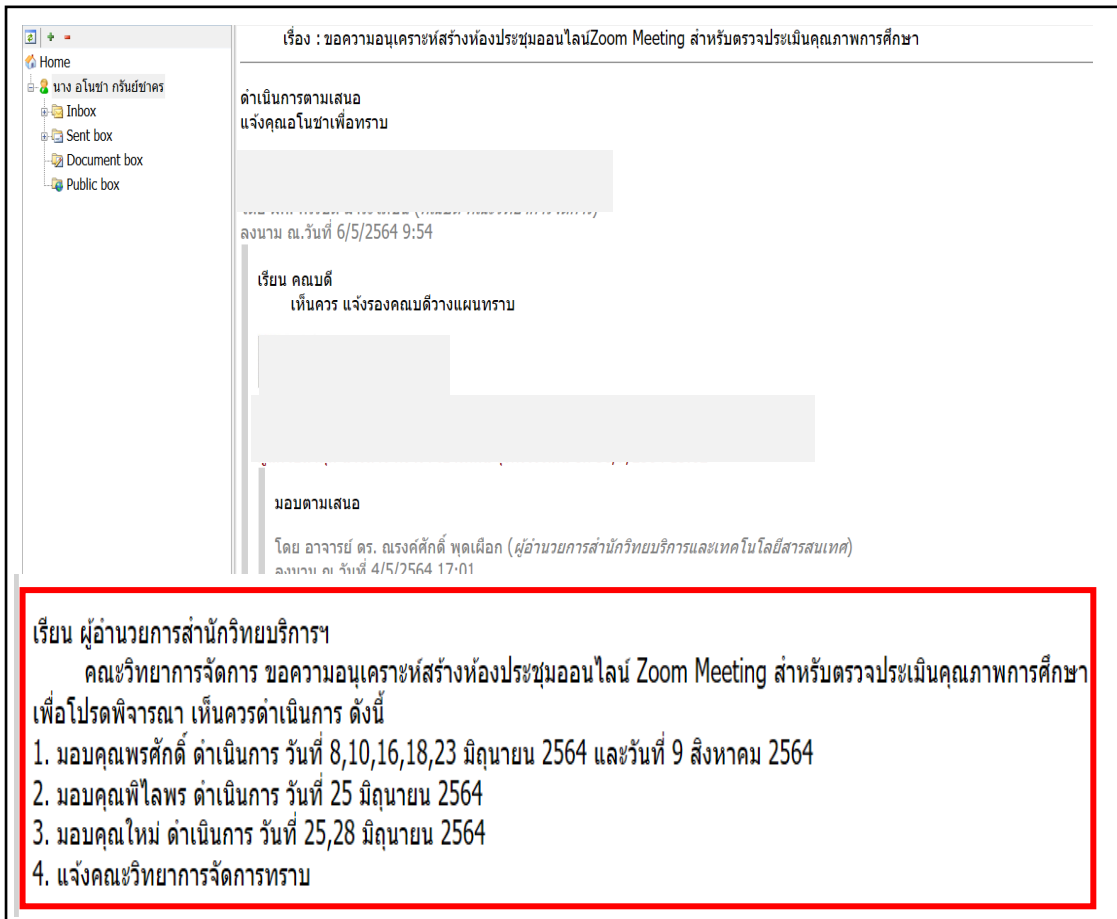 เรื่อง : ขอความอนุเคราะห์สร้างห้องประชุมออนไลน์Zoom Meeting สำหรับตรวจประเมินคุณภาพการศึกษา
Home
นาง อโนชา กรันย์ชาคร
Inbox
Sent box
Document box
Public box
ดำเนินการตามเสนอ
แจ้งคุณอโนชาเพื่อทราบ
ลงนาม ณ.วันที่ 6/5/2564 9:54
เรียน คณบดี
เห็นควร แจ้งรองคณบดีวางแผนทราบ
มอบตามเสนอ
โดย อาจารย์ ดร. ณรงค์ศักดิ์ พุดเผือก (ผู้อำนวยการสำนักวิทยบริการและเทคโนโลยีสารสนเทศ)
ลงนาม ณ.วันที่ 4/5/2564 17:01
เรียน ผู้อำนวยการสำนักวิทยบริการฯ
คณะวิทยาการจัดการ ขอความอนุเคราะห์สร้างห้องประชุมออนไลน์ Zoom Meeting สำหรับตรวจประเมินคุณภาพการศึกษา
เพื่อโปรดพิจารณา เห็นควรดำเนินการ ดังนี้
1. มอบคุณพรศักดิ์ ดำเนินการ วันที่ 8,10,16,18,23 มิถุนายน 2564 และวันที่ 9 สิงหาคม 2564
2. มอบคุณพิไลพร ดำเนินการ วันที่ 25 มิถุนายน 2564
3. มอบคุณใหม่ ดำเนินการ วันที่ 25,28 มิถุนายน 2564
4. แจ้งคณะวิทยาการจัดการทราบ